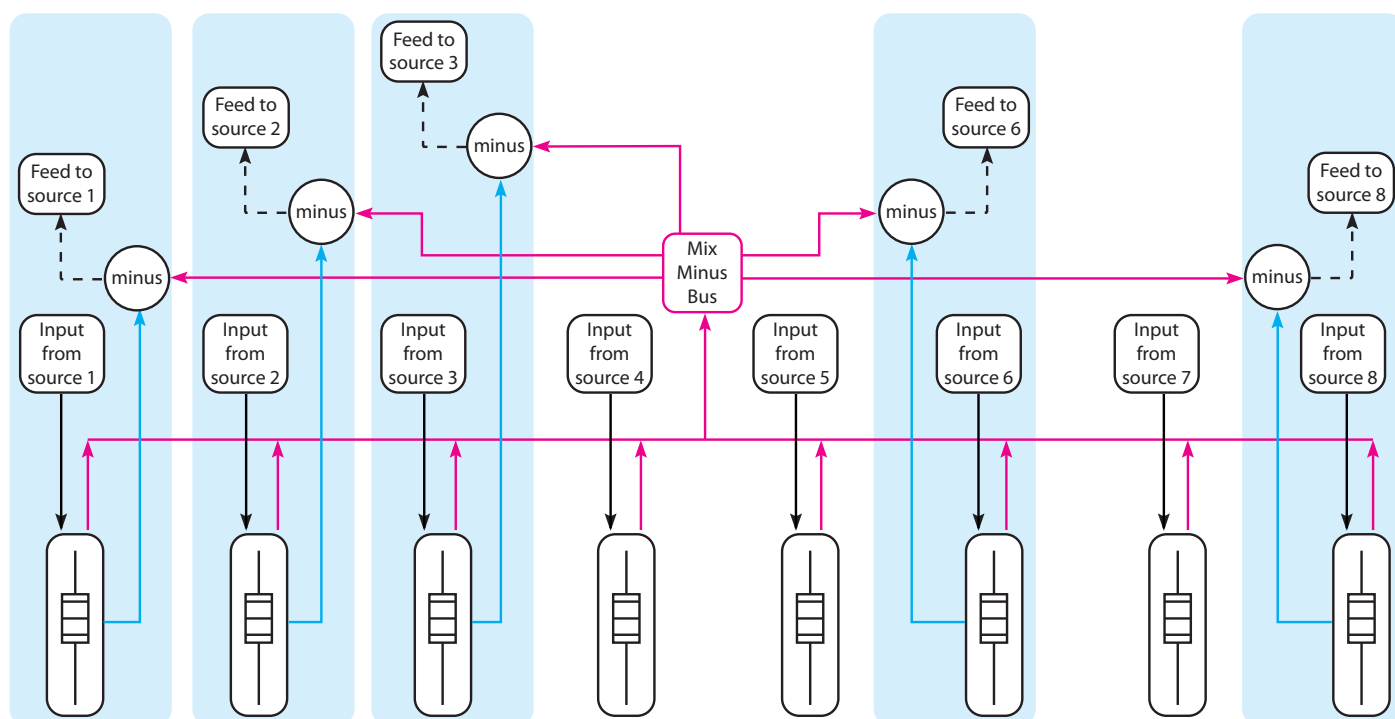 Feed to
source 3
Feed to
source 2
Feed to
source 6
minus
Feed to
source 1
Feed to
source 8
minus
minus
Mix
Minus
Bus
minus
minus
Input
from
source 1
Input
from
source 2
Input
from
source 3
Input
from
source 4
Input
from
source 5
Input
from
source 6
Input
from
source 7
Input
from
source 8